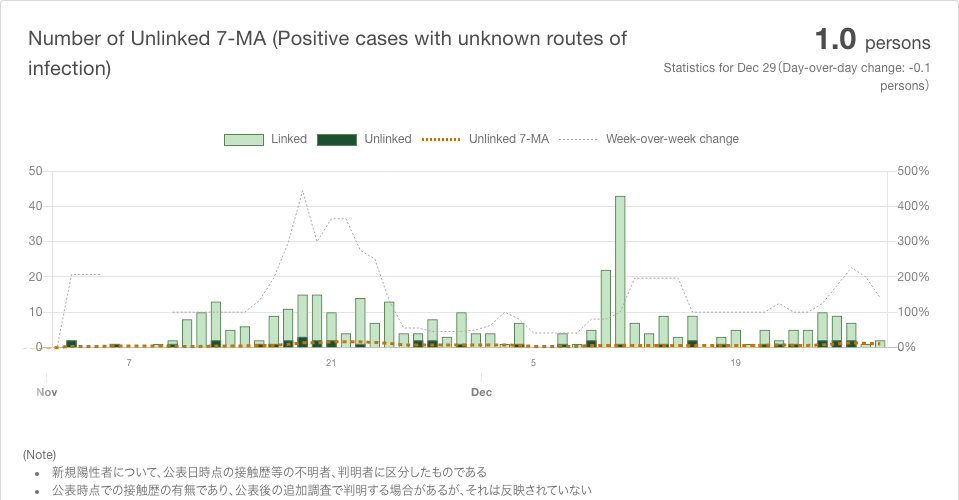 Number of Unlinked 7-MA (Positive cases with unknown routes of
infection)
1.0 persons
Statistics for Dec 29(Day-over-day change: -0.1
persons)
Linked Unlinked Unlinked 7-MA Week-over-week change
50 500%
40 400%
30 300%
20 200%
10 100%
0 0%
7 21 5 19
Nov Dec
(Note)
• 新規陽性者について、公表日時点の接触歴等の不明者、判明者に区分したものである
• 公表時点での接触歴の有無であり、公表後の追加調査で判明する場合があるが、それは反映されていない